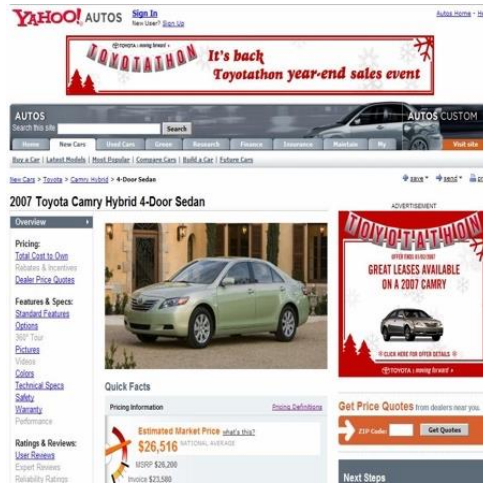 YAHOO! AUTOS
Sign In
New User? Sign Up
Autos Home
TOYOTA moving forward
TOYOTATHON
It's back
Toyotathon year-end sales event
AUTOS
AUTOS CUSTOM
Search this site
Search
Home New Cars Used Cars Green Research Finance Insurance Maintain My
Visit site
Buy a Car | Latest Models | Most Popular | Compare Cars | Build a Car | Future Cars
New Cars > Toyota > Camry Hybrid > 4-Door Sedan
save send
2007 Toyota Camry Hybrid 4-Door Sedan
ADVERTISEMENT
Overview
Pricing:
Total Cost to Own
Rebates & Incentives
Dealer Price Quotes
Features & Specs:
Standard Features
Options
360° Tour
Pictures
Videos
Colors
Technical Specs
Safety
Warranty
Performance
Ratings & Reviews:
User Reviews
Expert Reviews
Reliability Ratings
TOYOTATHON
GREAT LEASES AVAILABLE
ON A 2007 CAMRY
CLICK HERE FOR OFFER DETAILS
TOYOTA moving forward
Quick Facts
Pricing Information
Pricing Definitions
Estimated Market Price what's this?
$26,516 NATIONAL AVERAGE
MSRP $26,200
Invoice $23,580
Get Price Quotes from dealers near you.
ZIP Code:
Get Quotes
Next Steps